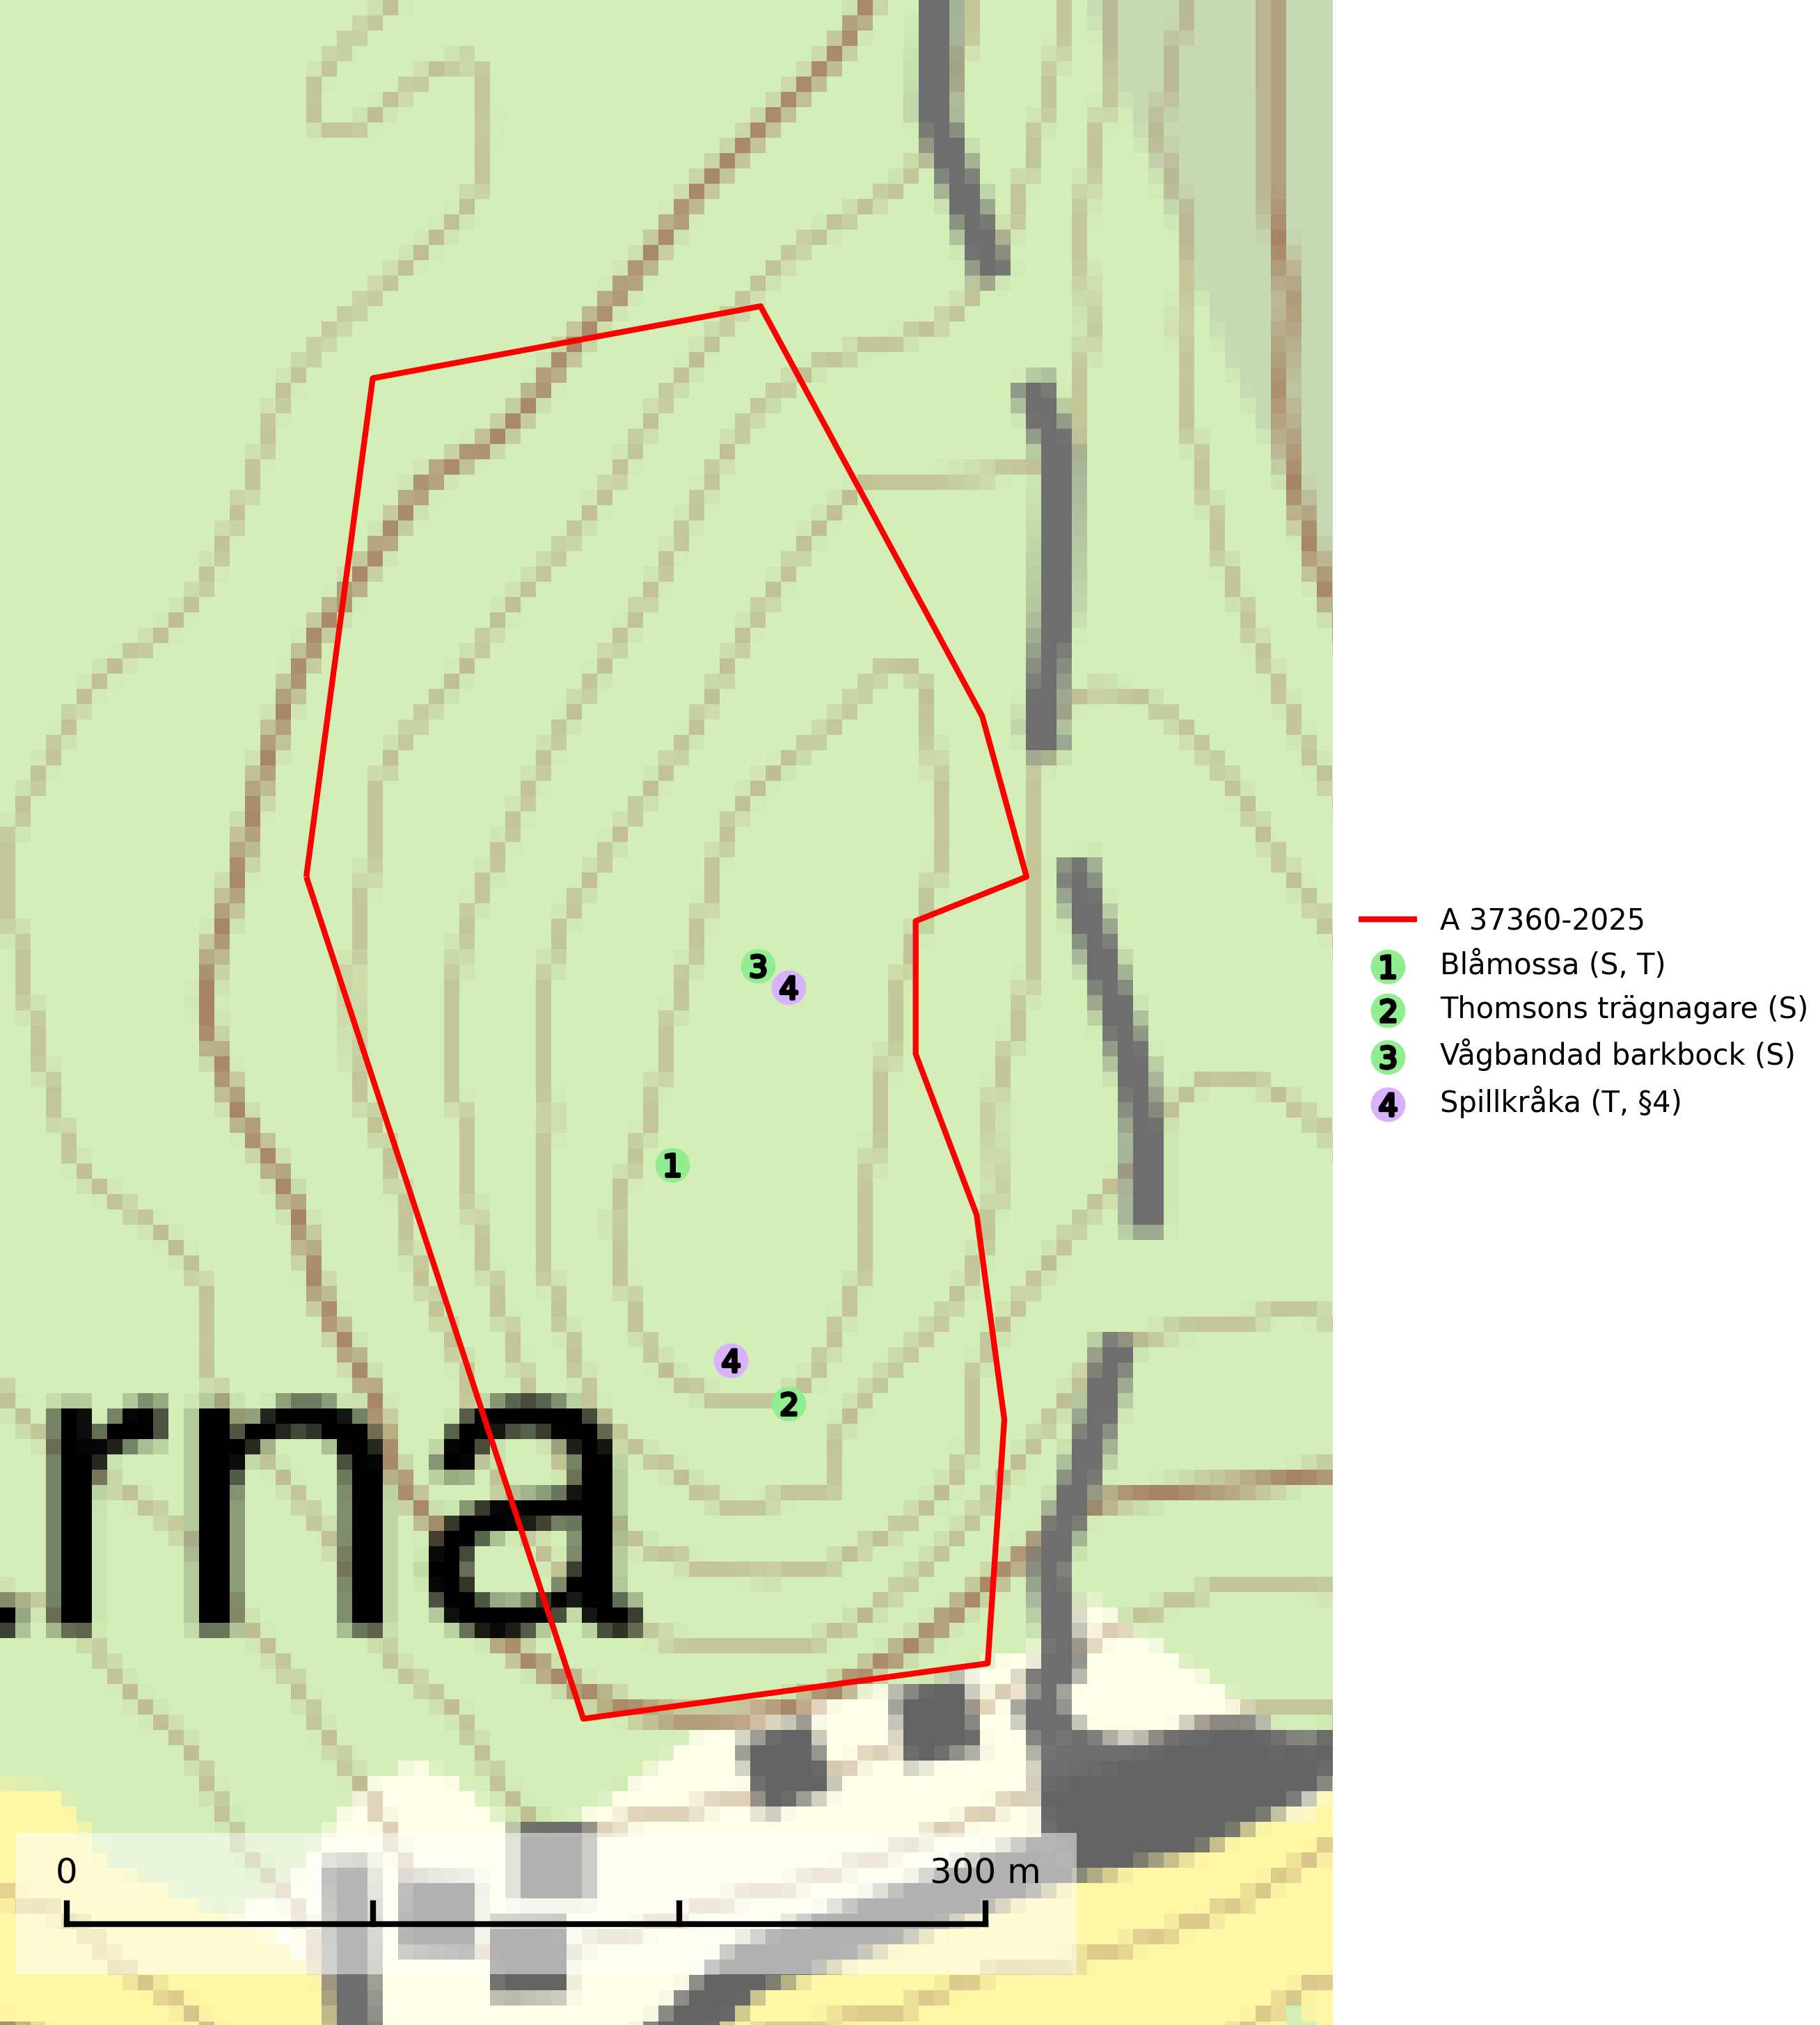 A 37360-2025
1 Blåmossa (S, T)
2 Thomsons trägnagare (S)
3 Vågbandad barkbock (S)
4 Spillkråka (T, §4)
3
4
1
4
2
rna
0 300 m